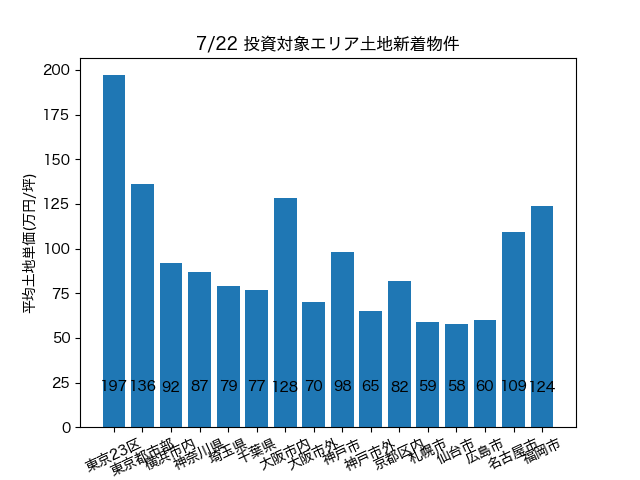 7/22 投資対象エリア土地新着物件
平均土地単価(万円/坪)
200
175
150
125
100
75
50
25
0
197 136 92 87 79 77 128 70 98 65 82 59 58 60 109 124
東京23区 東京都市部 横浜市内 神奈川県 埼玉県 千葉県 大阪市内 大阪市外 神戸市 神戸市外 京都区内 札幌市 仙台市 広島市 名古屋市 福岡市